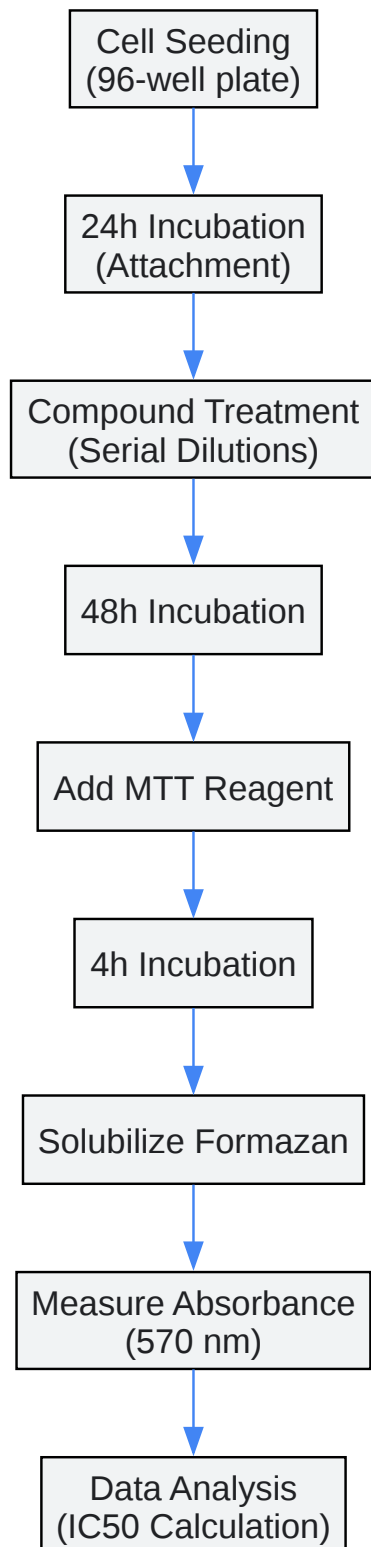 Cell Seeding
(96-well plate)
24h Incubation
(Attachment)
Compound Treatment
(Serial Dilutions)
48h Incubation
Add MTT Reagent
4h Incubation
Solubilize Formazan
Measure Absorbance
(570 nm)
Data Analysis
(IC50 Calculation)